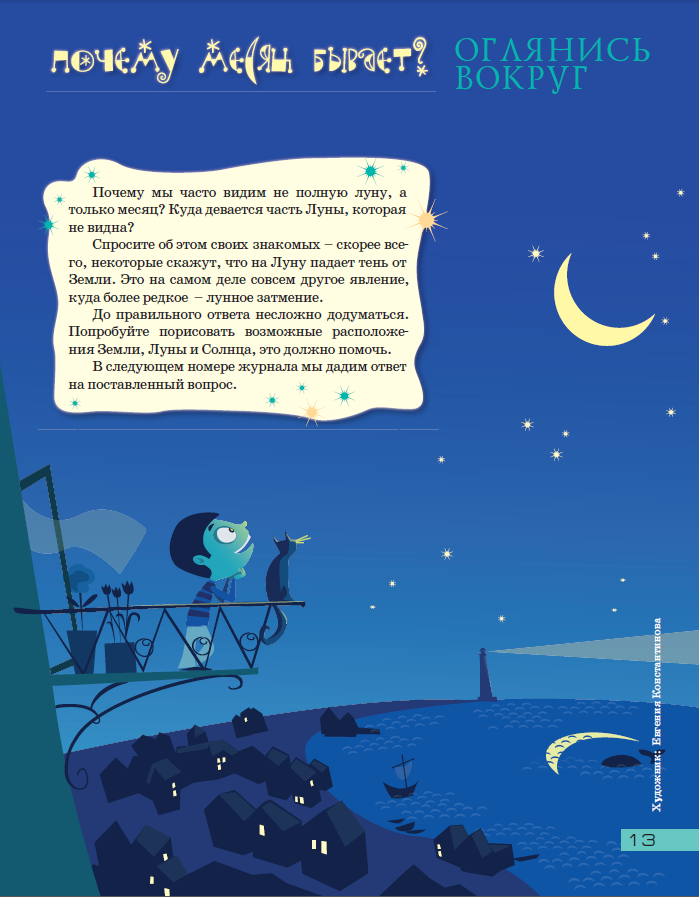 ПОЧЕМУ МЕСЯЦ БЫВАЕТ?
ОГЛЯНИСЬ
ВОКРУГ
Почему мы часто видим не полную луну, а
только месяц? Куда девается часть Луны, которая
не видна?
Спросите об этом своих знакомых – скорее все-
го, некоторые скажут, что на Луну падает тень от
Земли. Это на самом деле совсем другое явление,
куда более редкое – лунное затмение.
До правильного ответа несложно додуматься.
Попробуйте порисовать возможные расположе-
ния Земли, Луны и Солнца, это должно помочь.
В следующем номере журнала мы дадим ответ
на поставленный вопрос.
Художник: Евгения Константинова
13